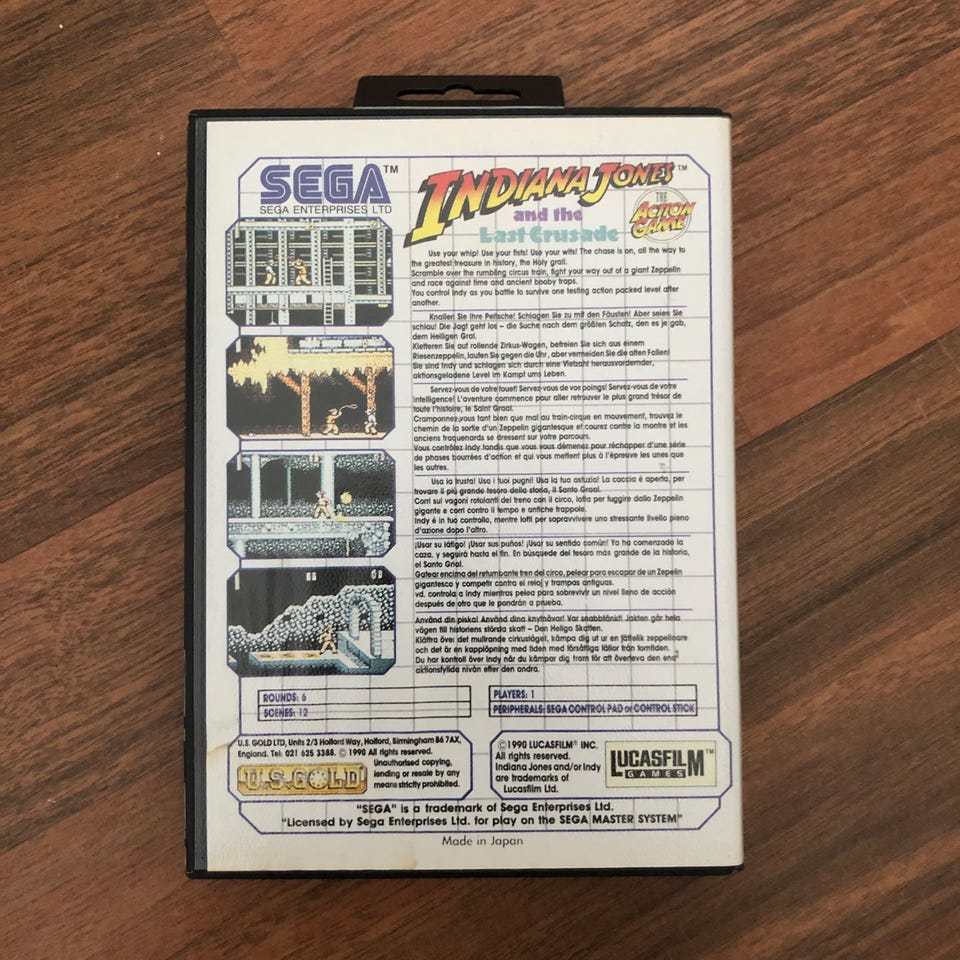 SEGA™
SEGA ENTERPRISES LTD
INDIANA JONES™
and the
Last Crusade
THE
ACTION
GAME
Use your whip! Use your fists! Use your wits! The chase is on, all the way to
the greatest treasure in history, the Holy grail.
Scramble over the rumbling circus train, fight your way out of a giant Zeppelin
and race against time and ancient booby traps.
You control Indy as you battle to survive one testing action packed level after
another.
Knallen Sie Ihre Peitsche! Schlagen Sie zu mit den Fäusten! Aber seien Sie
schlau! Die Jagt geht los – die Suche nach dem größten Schatz, den es je gab,
dem Heiligen Gral.
Kletteren Sie auf rollende Zirkus-Wagen, befreien Sie sich aus einem
Riesenzeppelin, laufen Sie gegen die Uhr, aber vermeiden Sie die alten Fallen!
Sie sind Indy und schlagen sich durch eine Vielzahl herausvordernder,
aktionsgeladene Level im Kampf ums Leben.
Servez-vous de votre fouet! Servez-vous de vos poings! Servez-vous de votre
intelligence! L'aventure commence pour aller retrouver le plus grand trésor de
toute l'histoire, le Saint Graal.
Cramponnez-vous tant bien que mal au train-cirque en mouvement, trouvez le
chemin de la sortie d'un Zeppelin gigantesque et courez contre la montre et les
anciens traquenards se dressent sur votre parcours.
Vous contrôlez Indy tandis que vous vous démenez pour réchapper d'une série
de phases bourrées d'action et qui vous mettent plus à l'épreuve les unes que
les autres.
Usa la frusta! Usa i tuoi pugni! Usa la tua astuzia! La caccia è aperta, per
trovare il più grande tesoro della storia, il Santo Graal.
Corri sui vagoni rotolanti del treno con il circo, lotta per fuggire dallo Zeppelin
gigante e corri contro il tempo e antiche trappole.
Indy è in tuo controllo, mentre lotti per sopravvivere uno stressante livello pieno
d'azione dopo l'altro.
¡Usar su látigo! ¡Usar sus puños! ¡Usar su sentido común! Ya ha comenzado la
caza, y seguirá hasta el fin. En búsquede del tesoro más grande de la historia,
el Santo Grial.
Gatear encima del retumbante tren del circo, pelear para escapar de un Zepelin
gigantesco y competir contra el reloj y trampas antiguas.
vd. controla a Indy mientras pelea para sobrevivir un nivel lleno de acción
después de otro que le pondrán a prueba.
Använd din piska! Använd dina knytnävar! Var snabbtänkt! Jakten går hela
vägen till historiens största skatt – Den Heliga Skatten.
Klättra över det mullrande cirkuståget, kämpa dig ut ur en jättelik zeppelinare
och det är en kapplöpning med tiden med försåtliga fällor från forntiden.
Du har kontroll över Indy när du kämpar dig fram för att överleva den ena
aktionsfyllda nivån efter den andra.
ROUNDS: 6
SCENES: 12
PLAYERS: 1
PERIPHERALS: SEGA CONTROL PAD or CONTROL STICK
U.S. GOLD LTD, Units 2/3 Holford Way, Holford, Birmingham B6 7AX,
England. Tel: 021 625 3388. © 1990 All rights reserved.
U.S. GOLD
Unauthorised copying,
lending or resale by any
means strictly prohibited.
©1990 LUCASFILM® INC.
All rights reserved.
Indiana Jones and/or Indy
are trademarks of
Lucasfilm Ltd.
LUCASFILM™
GAMES
"SEGA" is a trademark of Sega Enterprises Ltd.
"Licensed by Sega Enterprises Ltd. for play on the SEGA MASTER SYSTEM"
Made in Japan